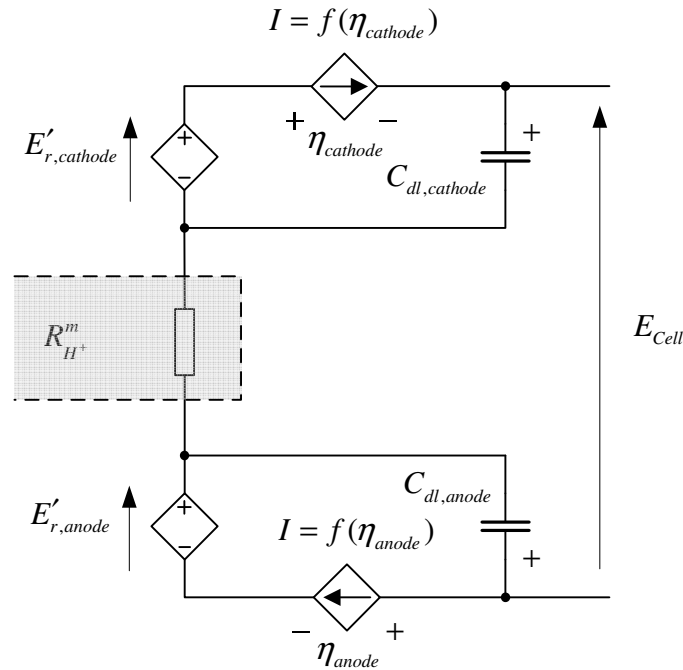 I = f(η_cathode)
+ −
η_cathode
E′_r,cathode
+
−
+
C_dl,cathode
R^m_H⁺
E_Cell
C_dl,anode
E′_r,anode
+
−
I = f(η_anode)
+
− +
η_anode